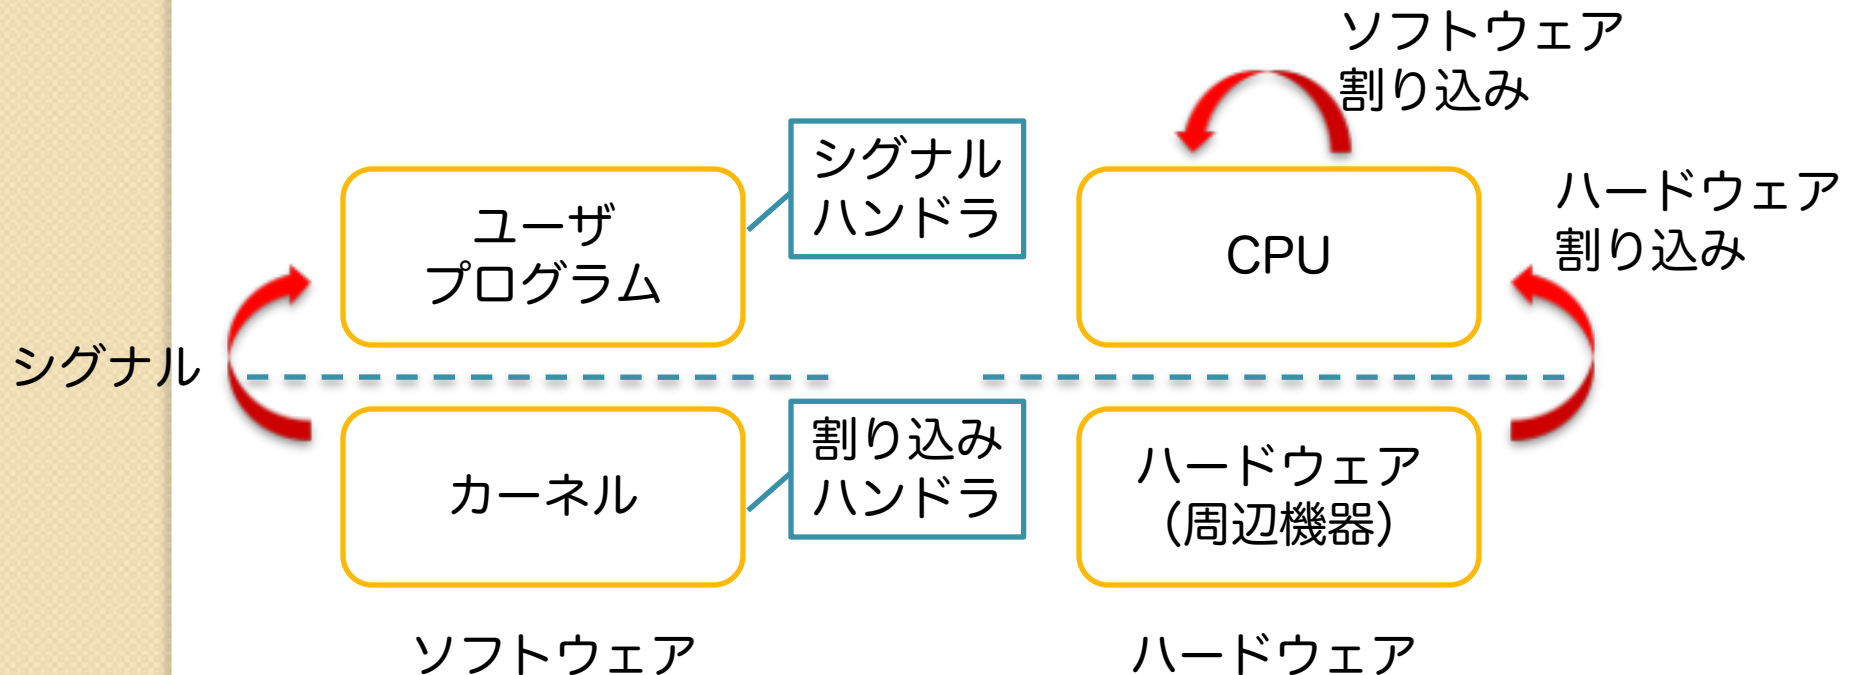 ソフトウェア
割り込み
シグナル
ハンドラ
ユーザ
プログラム
CPU
ハードウェア
割り込み
シグナル
割り込み
ハンドラ
カーネル
ハードウェア
（周辺機器）
ソフトウェア
ハードウェア